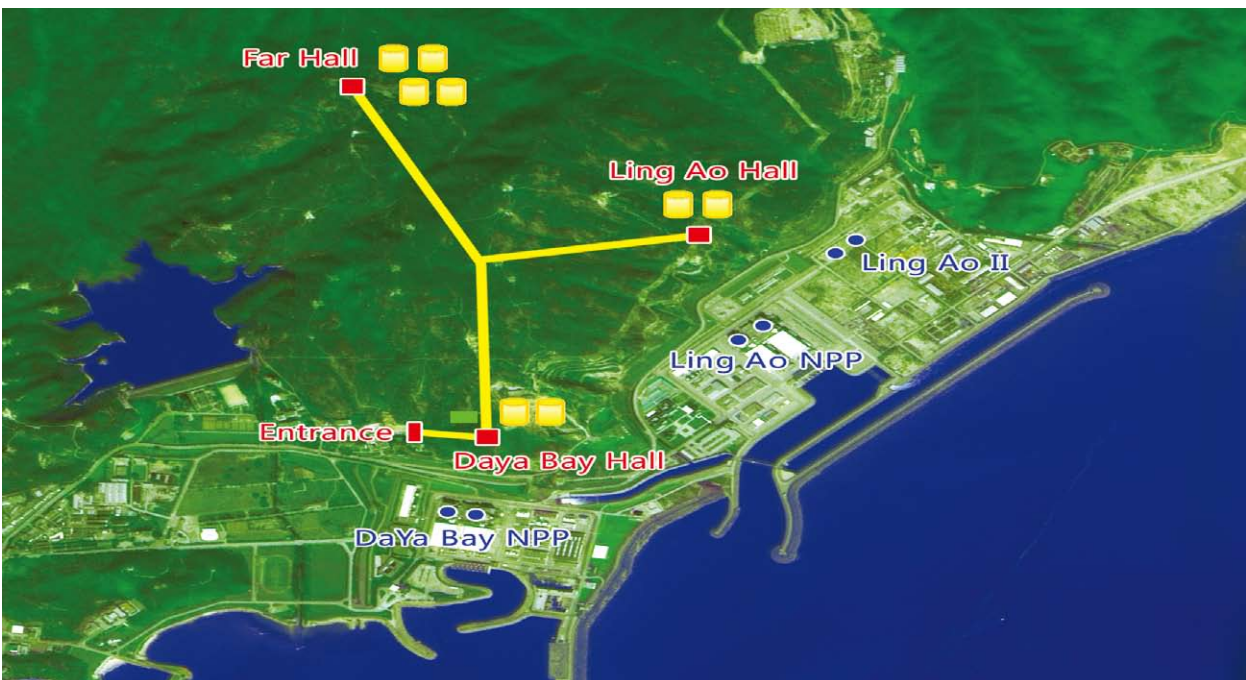 Far Hall
Ling Ao Hall
Ling Ao II
Ling Ao NPP
Entrance
Daya Bay Hall
DaYa Bay NPP